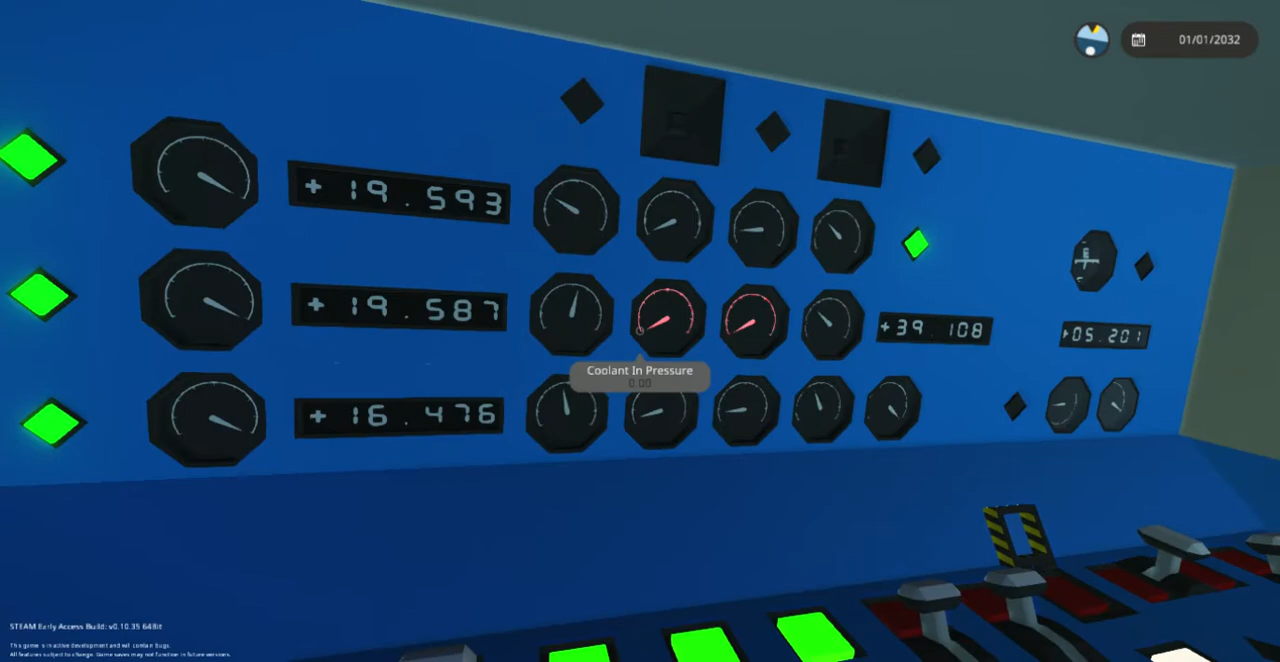 01/01/2032
+ 19.593
+ 19.587
+39.108
05.201
Coolant In Pressure
0.00
+ 16.476
E
STEAM Early Access Build: v0.10.35 64Bit
This game is in active development and will contain bugs.
All features subject to change. Game saves may not function in future versions.